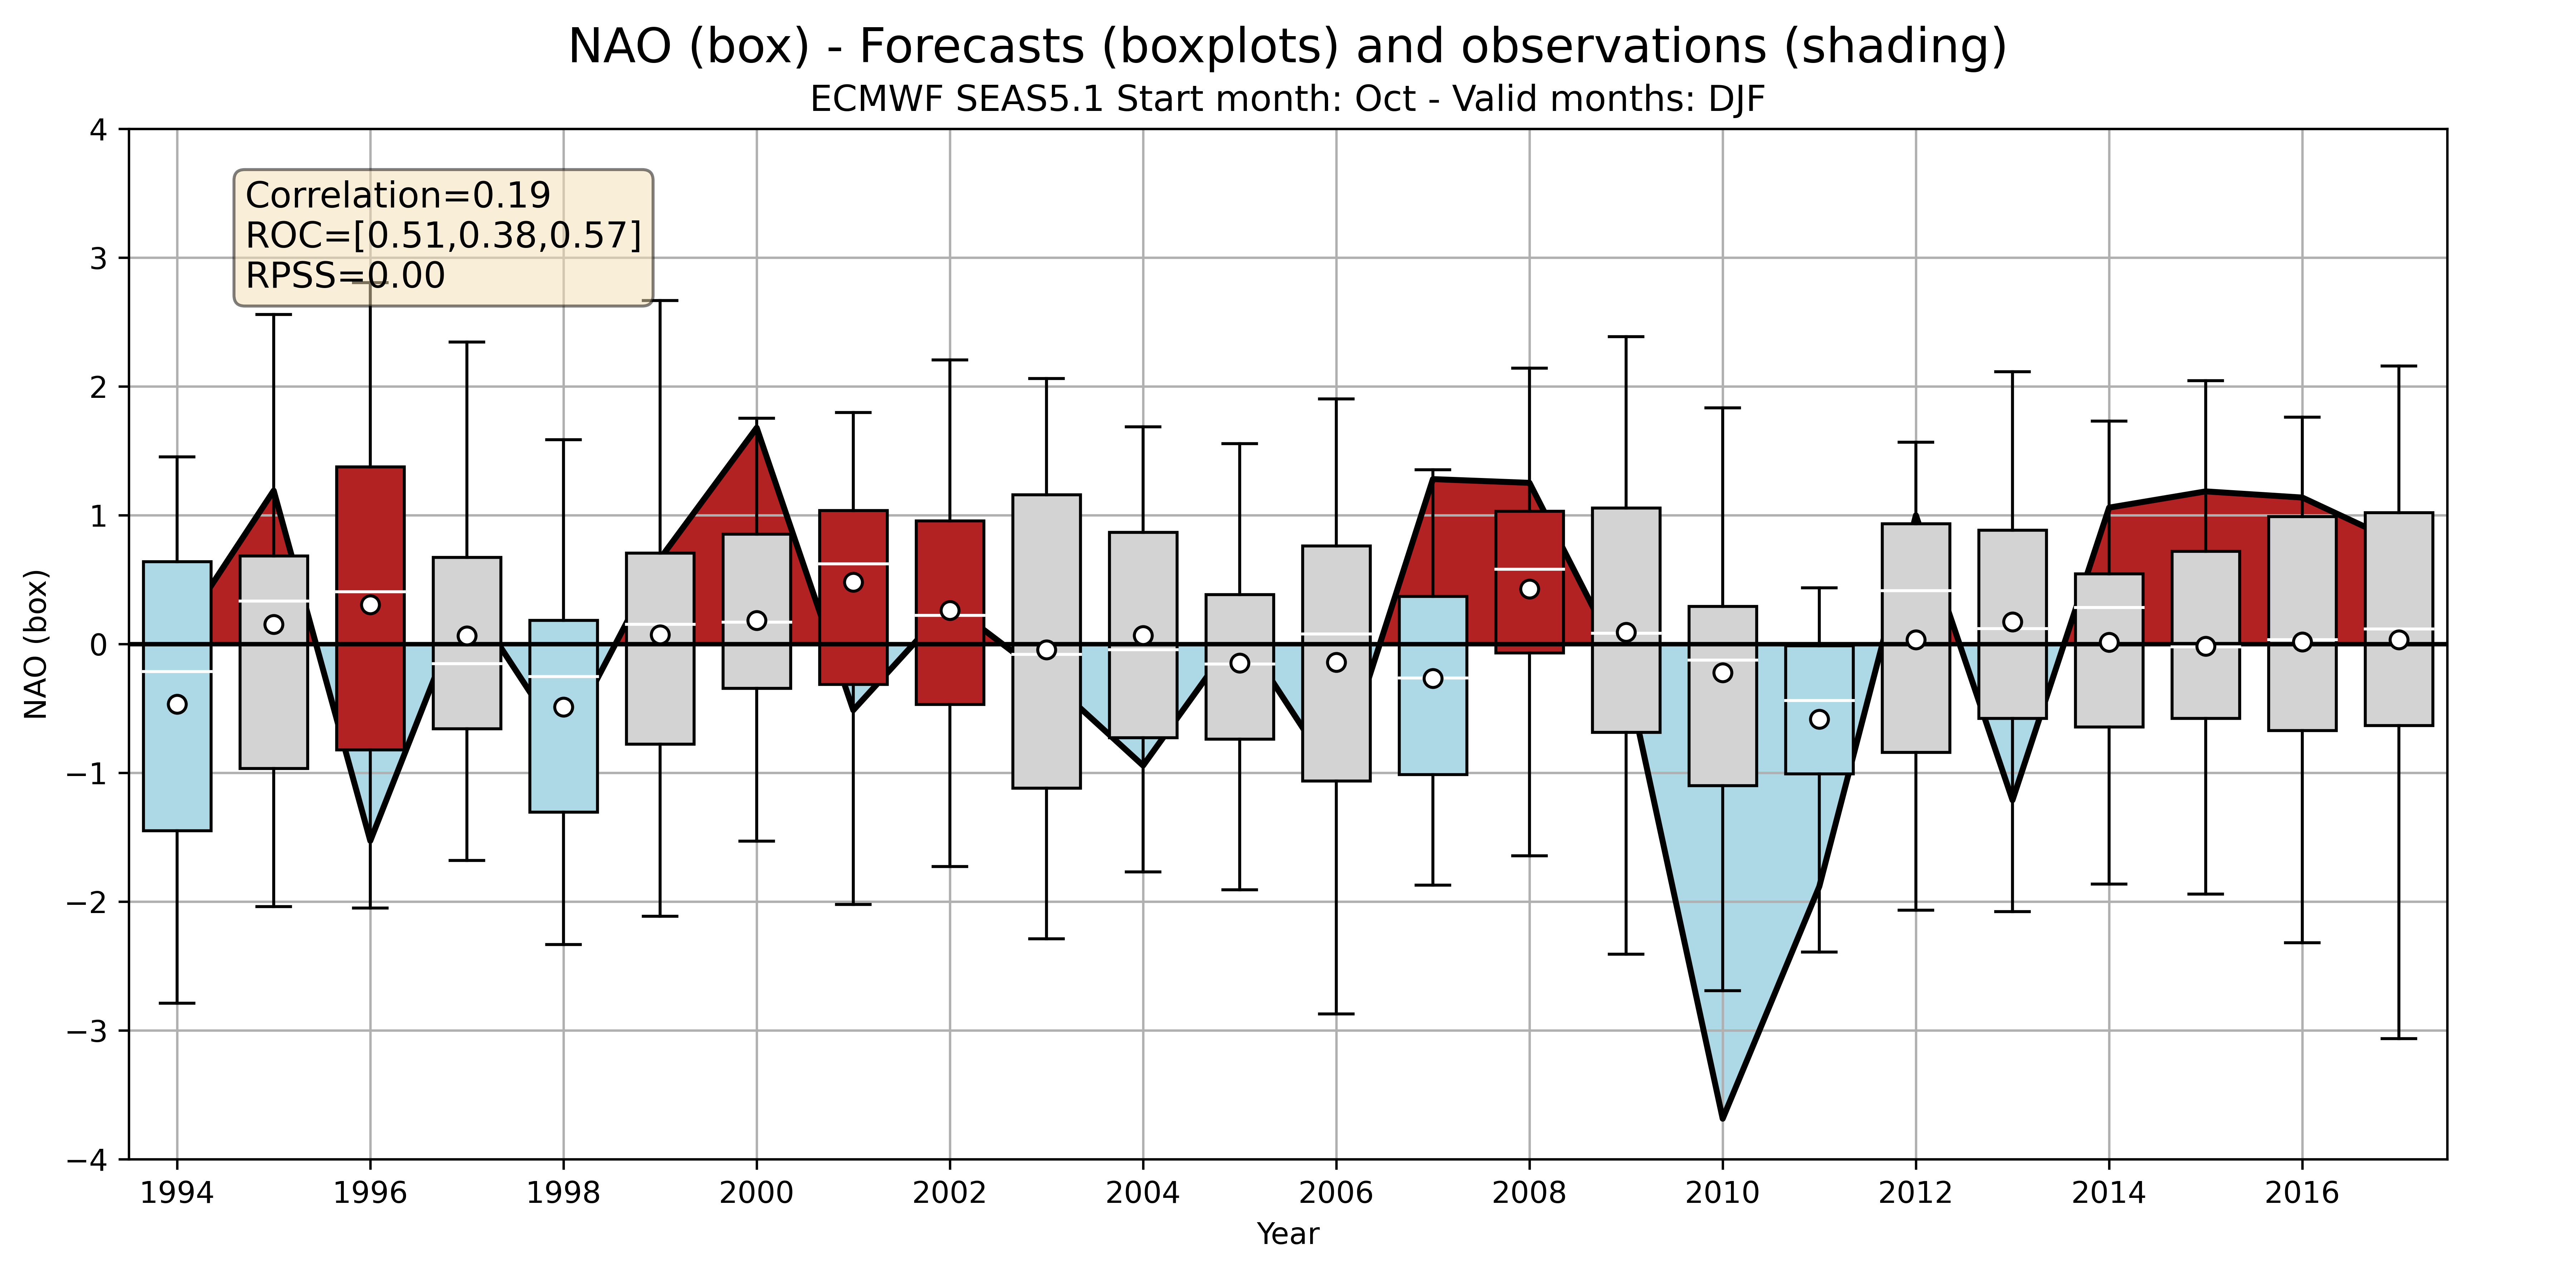 NAO (box) - Forecasts (boxplots) and observations (shading)
ECMWF SEAS5.1 Start month: Oct - Valid months: DJF
Correlation=0.19
ROC=[0.51,0.38,0.57]
RPSS=0.00
NAO (box)
4
3
2
1
0
−1
−2
−3
−4
1994 1996 1998 2000 2002 2004 2006 2008 2010 2012 2014 2016
Year